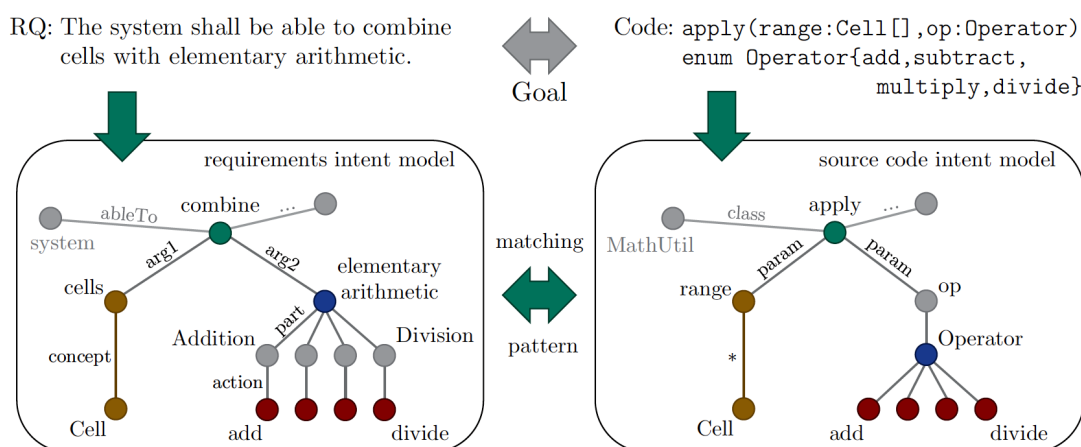 RQ: The system shall be able to combine
cells with elementary arithmetic.
Goal
Code: apply(range:Cell[],op:Operator)
enum Operator{add,subtract,
multiply,divide}
requirements intent model
combine
...
ableTo
system
arg1
arg2
cells
elementary
arithmetic
part
Addition
Division
concept
action
Cell
add
divide
matching
pattern
source code intent model
apply
...
class
MathUtil
param
param
range
op
*
Operator
Cell
add
divide